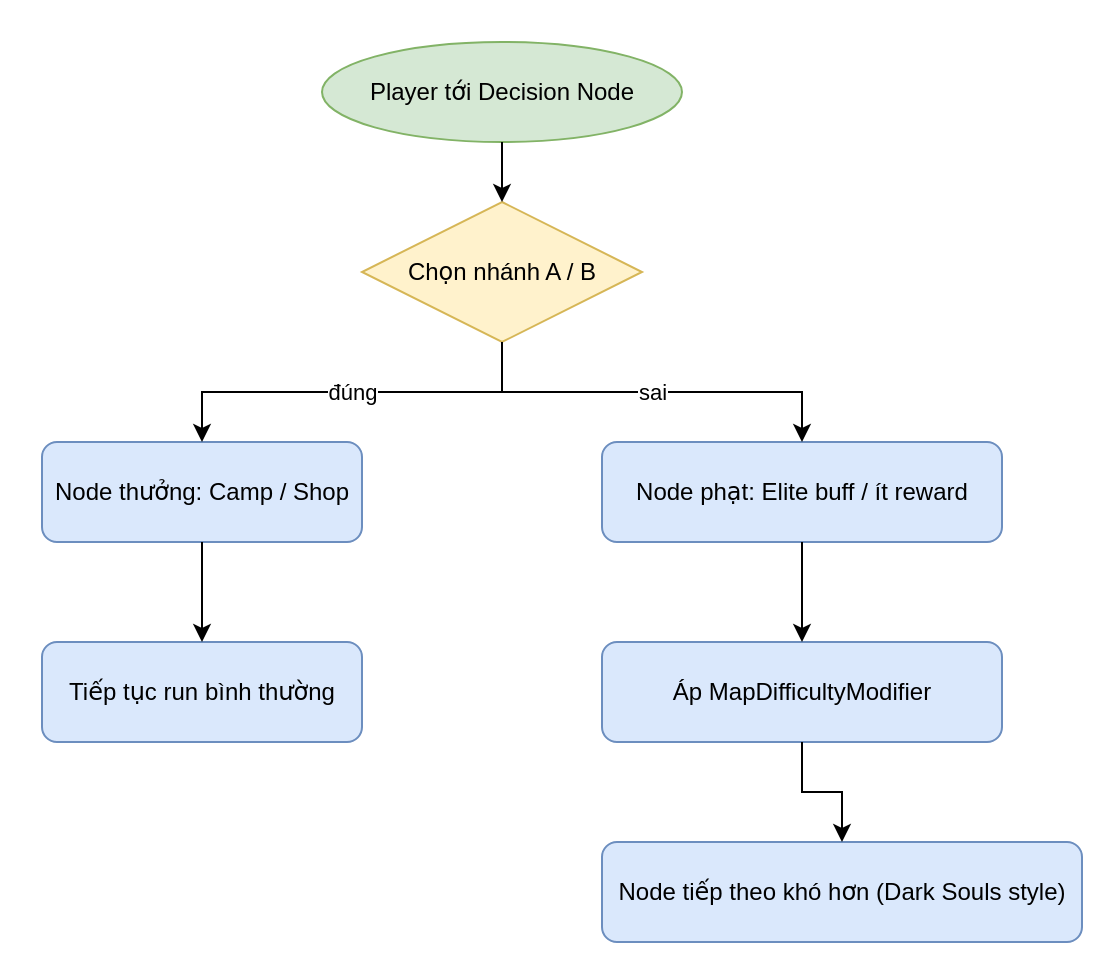 Player tới Decision Node
Chọn nhánh A / B
đúng
sai
Node thưởng: Camp / Shop
Node phạt: Elite buff / ít reward
Tiếp tục run bình thường
Áp MapDifficultyModifier
Node tiếp theo khó hơn (Dark Souls style)